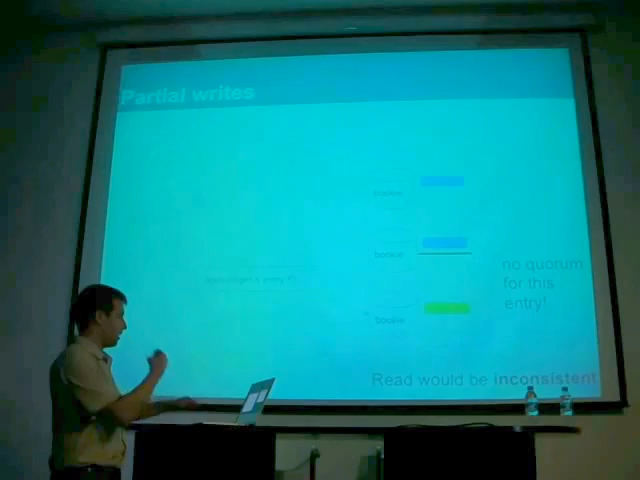 Partial writes
bookie
bookie
no quorum
for this
entry!
bookie
Read would be inconsistent